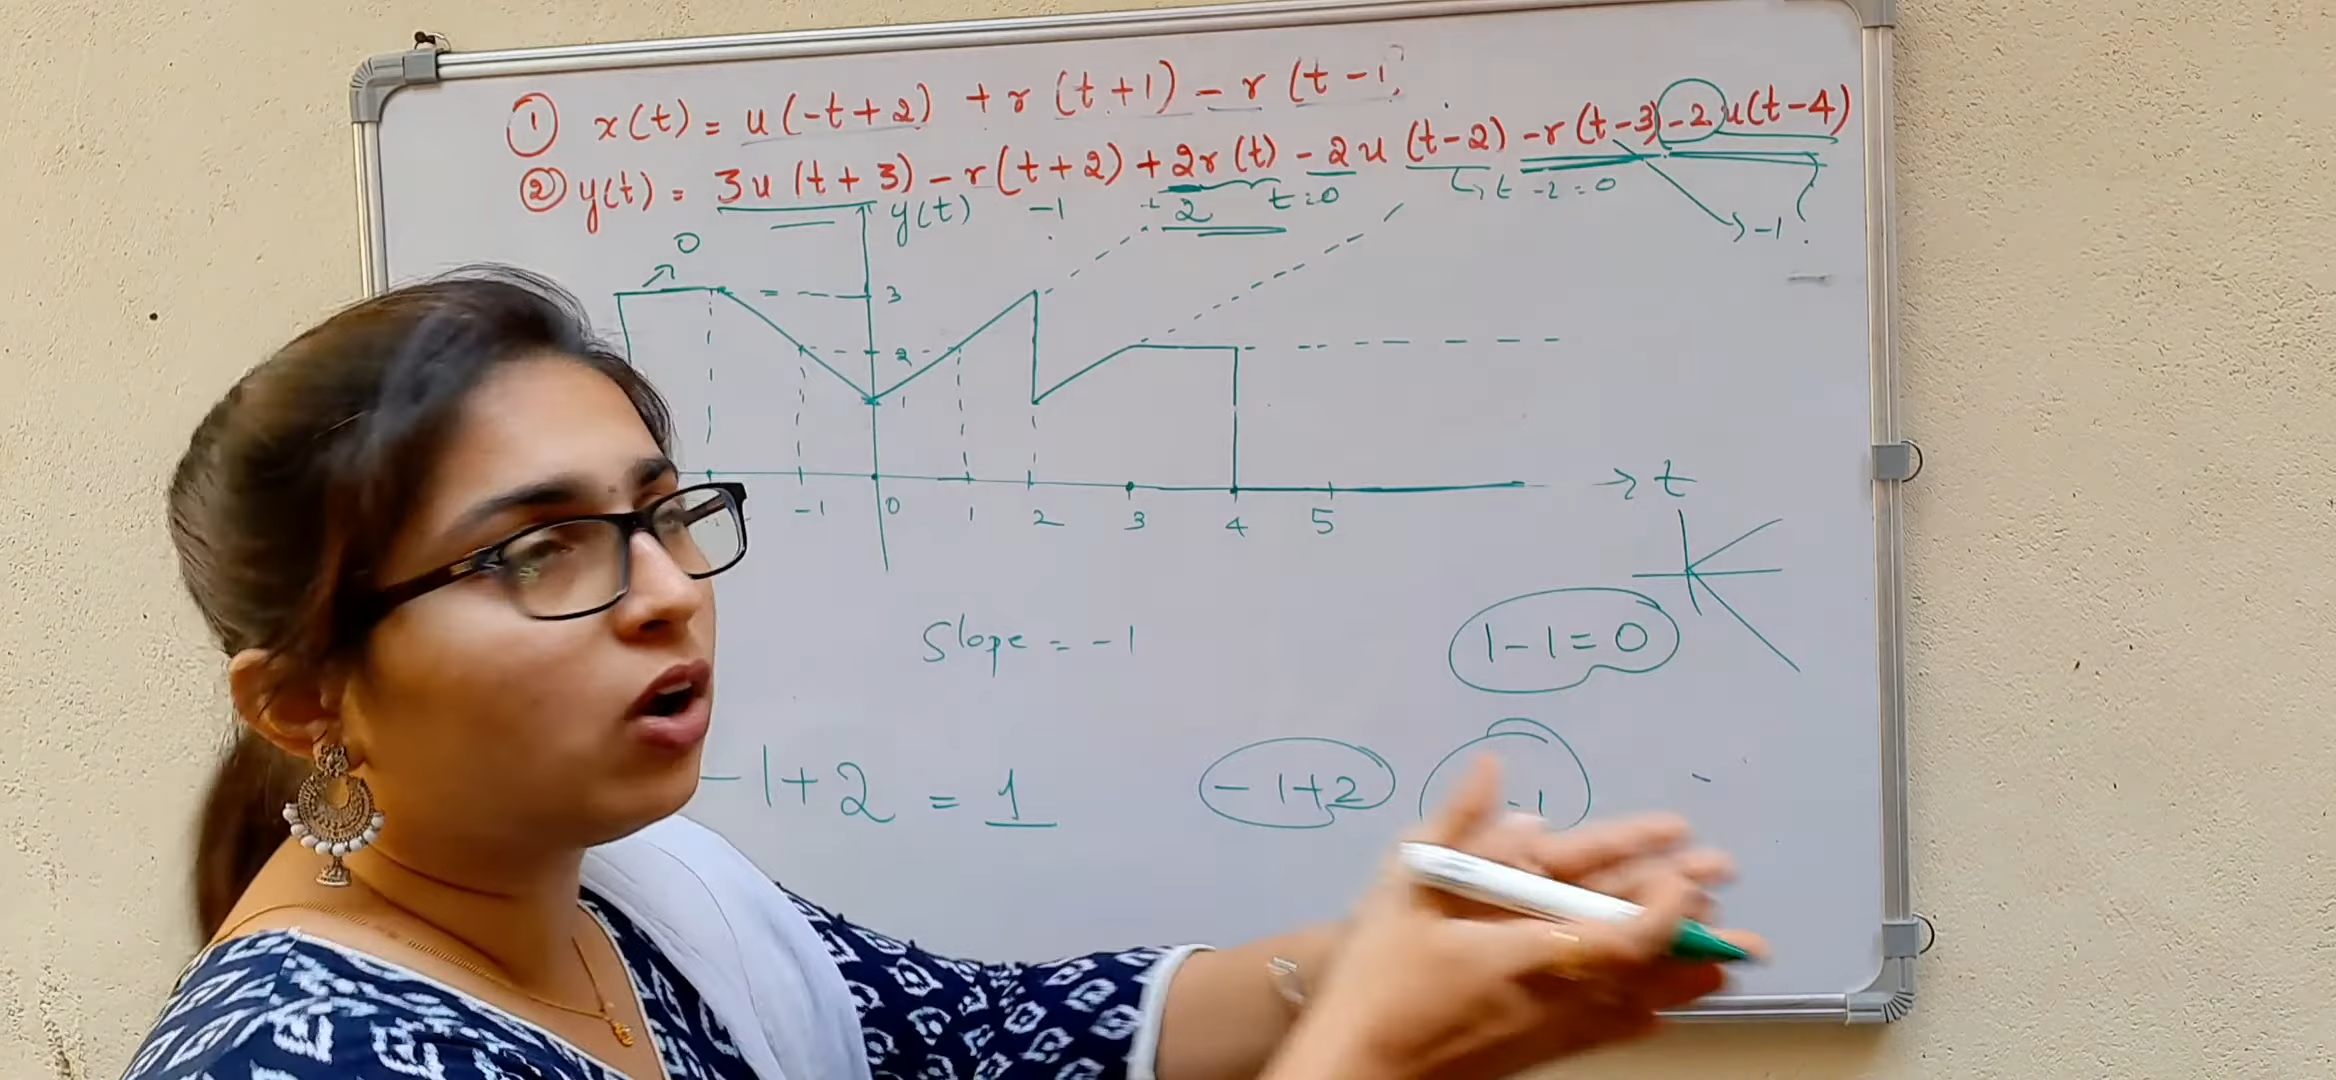 ① x(t) = u(-t+2) + r(t+1) - r(t-1
② y(t) = 3u(t+3) - r(t+2) + 2r(t) - 2u(t-2) - r(t-3) - 2u(t-4)
y(t) -1 2 t=0 ↳ t-2=0 → -1
0
3
2
1
→ t
-1 0 1 2 3 4 5
Slope = -1
1-1=0
-1+2 = 1
-1+2
-1